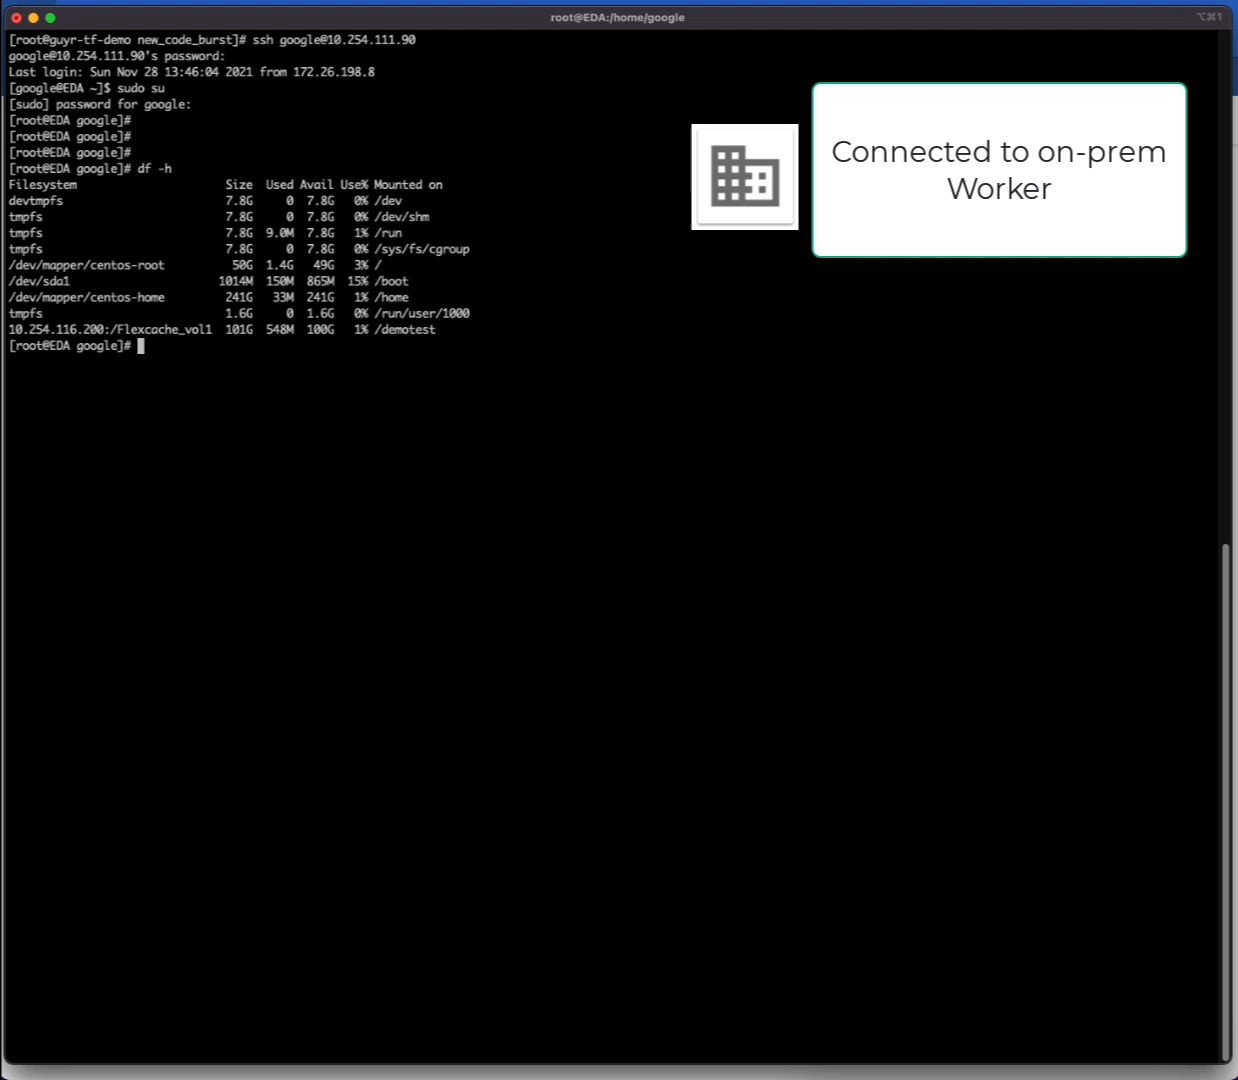 root@EDA:/home/google
⌥⌘1
[root@guyr-tf-demo new_code_burst]# ssh google@10.254.111.90
google@10.254.111.90's password:
Last login: Sun Nov 28 13:46:04 2021 from 172.26.198.8
[google@EDA ~]$ sudo su
[sudo] password for google:
[root@EDA google]#
[root@EDA google]#
[root@EDA google]#
[root@EDA google]# df -h
Filesystem Size Used Avail Use% Mounted on
devtmpfs 7.8G 0 7.8G 0% /dev
tmpfs 7.8G 0 7.8G 0% /dev/shm
tmpfs 7.8G 9.0M 7.8G 1% /run
tmpfs 7.8G 0 7.8G 0% /sys/fs/cgroup
/dev/mapper/centos-root 50G 1.4G 49G 3% /
/dev/sda1 1014M 150M 865M 15% /boot
/dev/mapper/centos-home 241G 33M 241G 1% /home
tmpfs 1.6G 0 1.6G 0% /run/user/1000
10.254.116.200:/Flexcache_vol1 101G 548M 100G 1% /demotest
[root@EDA google]#
Connected to on-prem
Worker